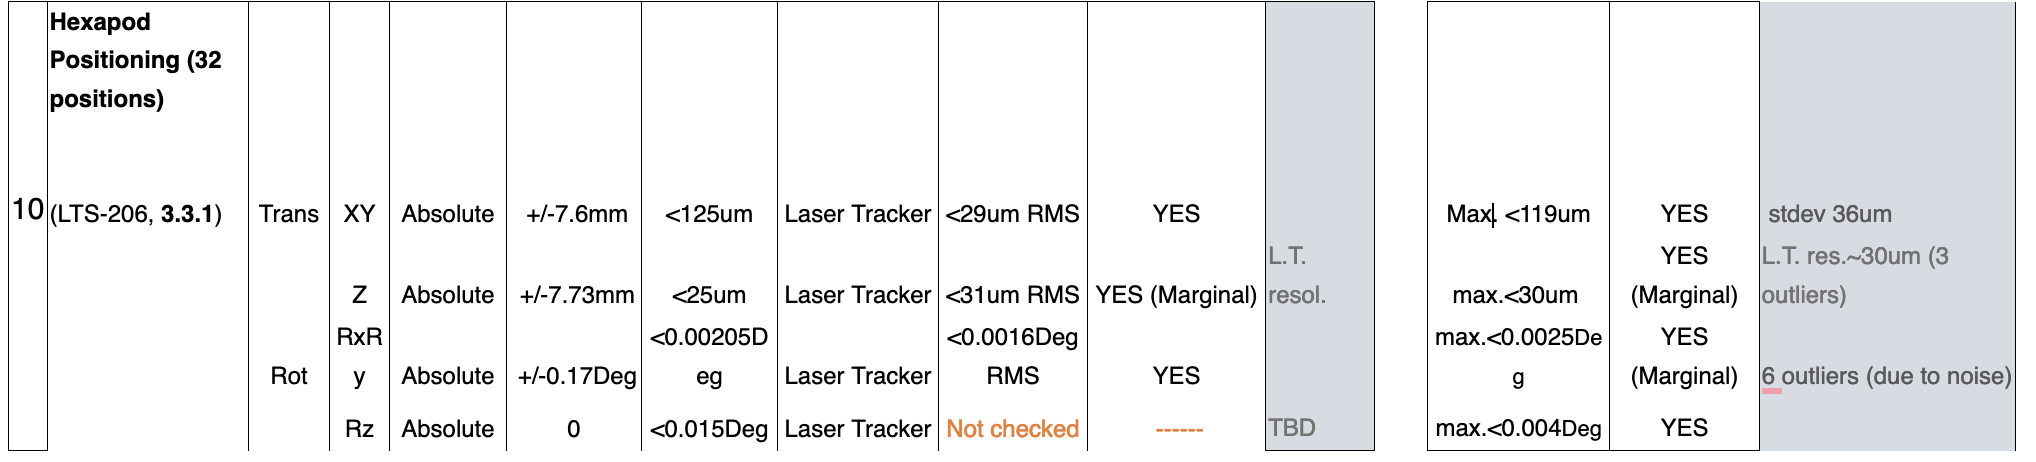 Hexapod
Positioning (32
positions)
10 (LTS-206, 3.3.1) Trans XY Absolute +/-7.6mm <125um Laser Tracker <29um RMS YES Max. <119um YES stdev 36um
L.T. YES L.T. res.~30um (3
Z Absolute +/-7.73mm <25um Laser Tracker <31um RMS YES (Marginal) resol. max.<30um (Marginal) outliers)
RxR <0.00205D <0.0016Deg max.<0.0025De YES
Rot y Absolute +/-0.17Deg eg Laser Tracker RMS YES g (Marginal) 6 outliers (due to noise)
Rz Absolute 0 <0.015Deg Laser Tracker Not checked ------ TBD max.<0.004Deg YES